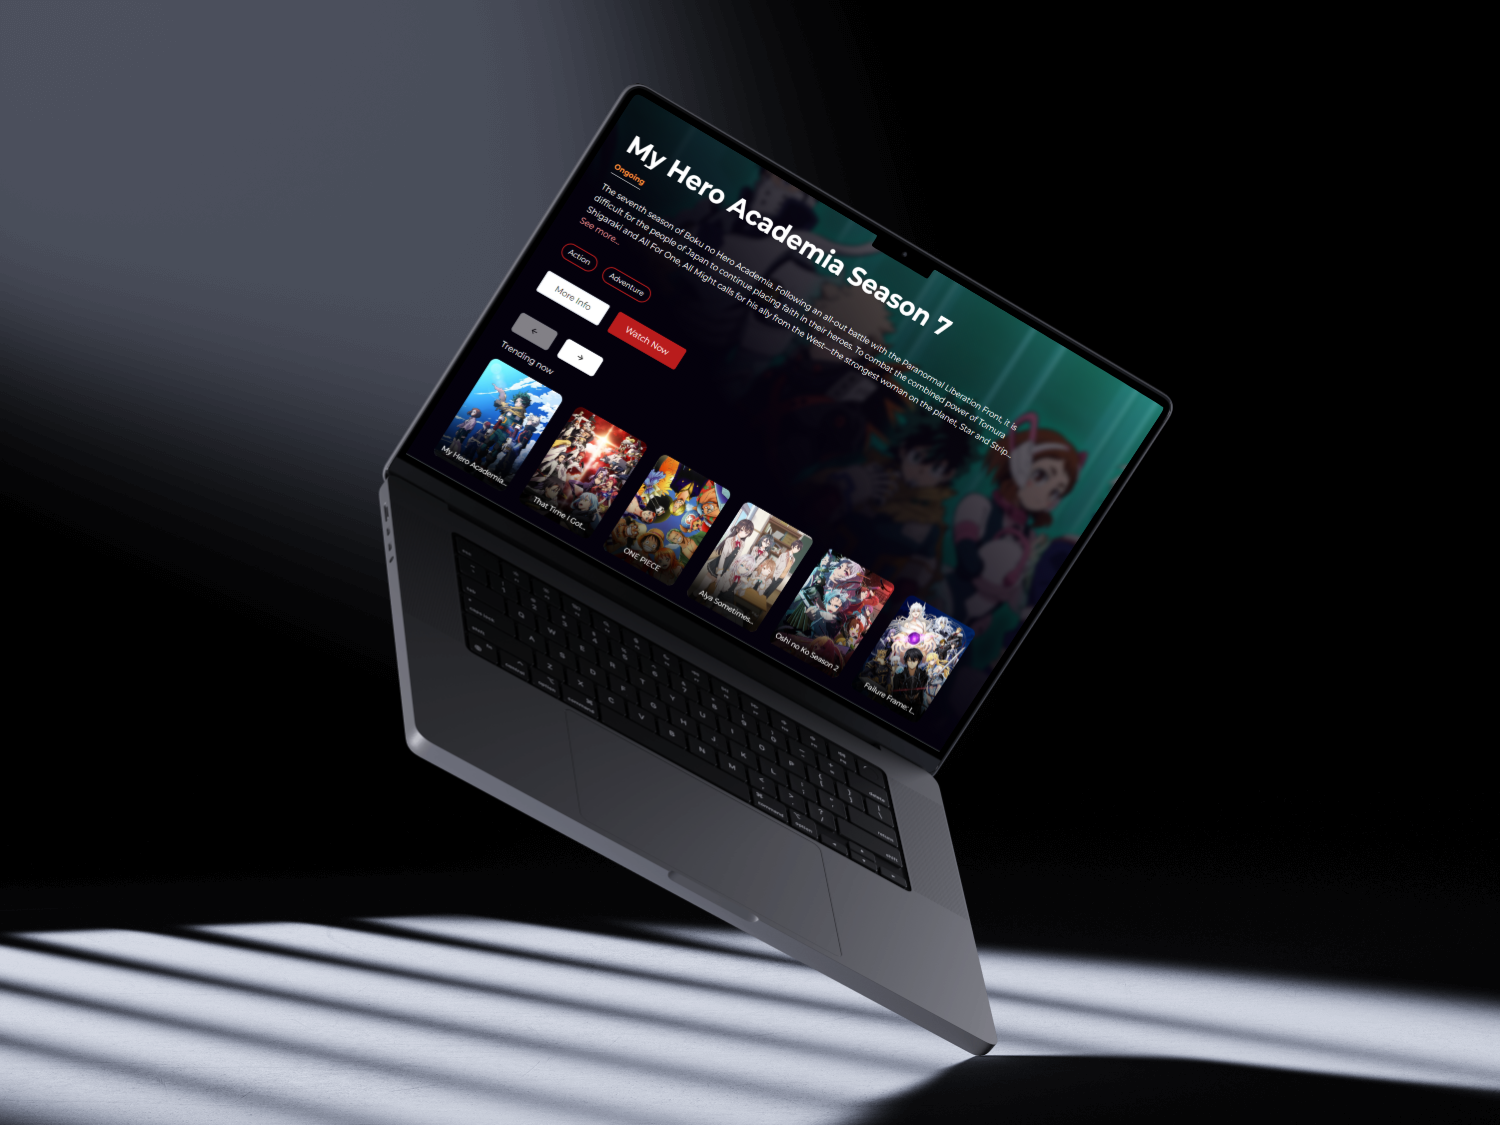 My Hero Academia Season 7
Ongoing
The seventh season of Boku no Hero Academia. Following an all-out battle with the Paranormal Liberation Front, it is
difficult for the people of Japan to continue placing faith in their heroes. To combat the combined power of Tomura
Shigaraki and All For One, All Might calls for his ally from the West—the strongest woman on the planet, Star and Strip...
See more...
Action
Adventure
More Info
Watch Now
← →
Trending now
My Hero Academia...
That Time I Got...
ONE PIECE
Alya Sometimes...
Oshi no Ko Season 2
Failure Frame: I...
Q W E R T Y U I O P
A S D F G H J K L
Z X C V B N M